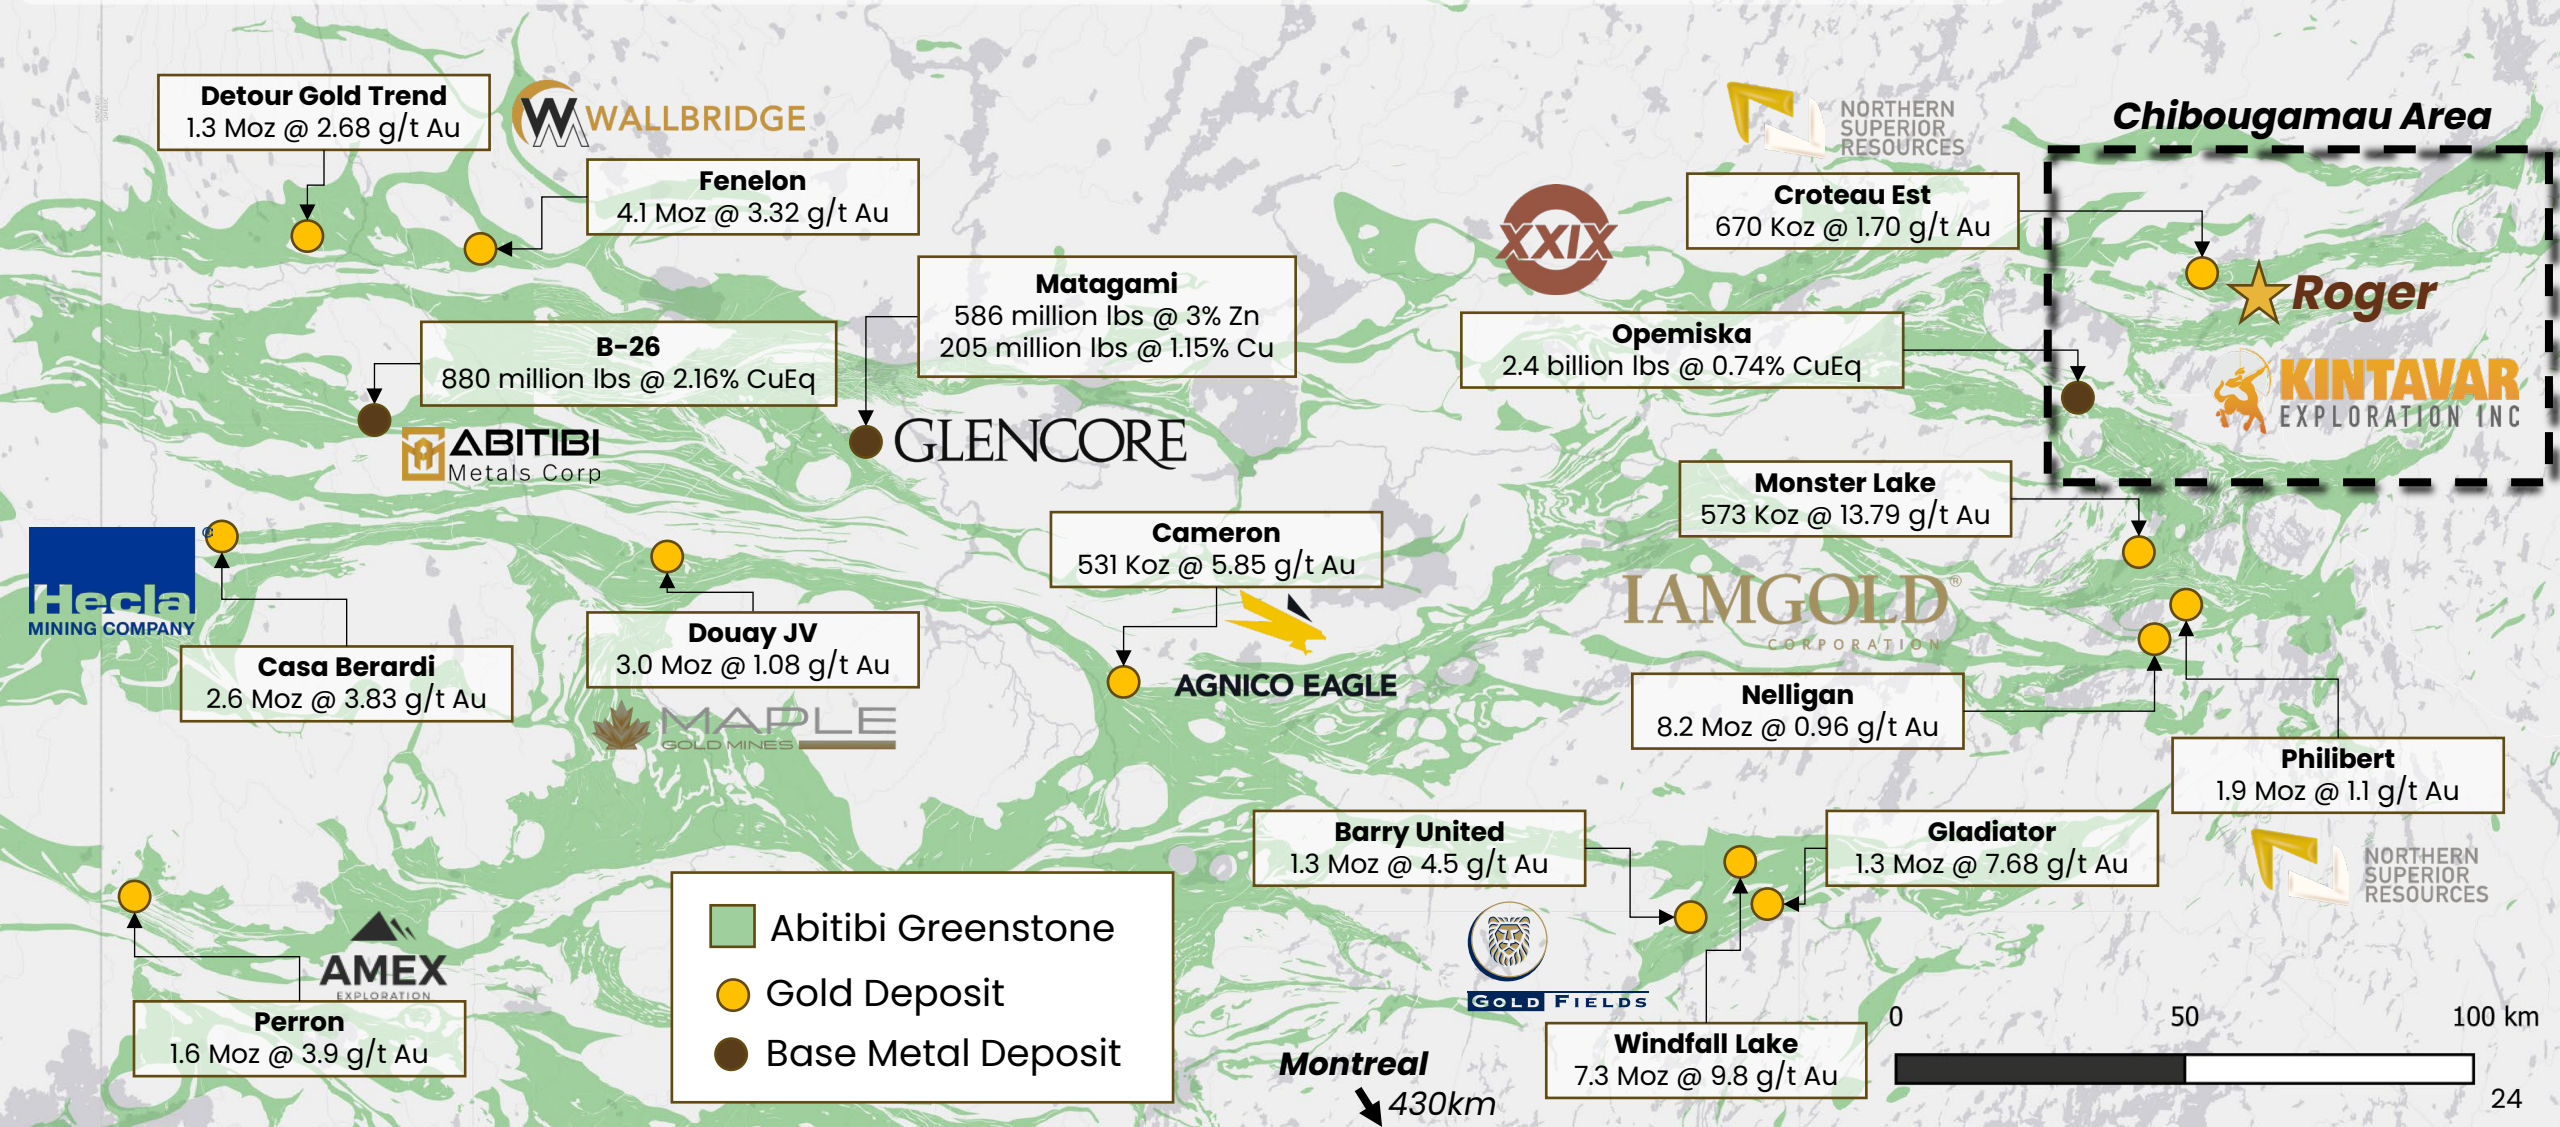 Detour Gold Trend
1.3 Moz @ 2.68 g/t Au
WALLBRIDGE
Fenelon
4.1 Moz @ 3.32 g/t Au
NORTHERN
SUPERIOR
RESOURCES
Chibougamau Area
Croteau Est
670 Koz @ 1.70 g/t Au
XXIX
Roger
Matagami
586 million lbs @ 3% Zn
205 million lbs @ 1.15% Cu
B-26
880 million lbs @ 2.16% CuEq
Opemiska
2.4 billion lbs @ 0.74% CuEq
KINTAVAR
EXPLORATION INC
ABITIBI
Metals Corp
GLENCORE
Monster Lake
573 Koz @ 13.79 g/t Au
Hecla
MINING COMPANY
Cameron
531 Koz @ 5.85 g/t Au
IAMGOLD®
CORPORATION
Casa Berardi
2.6 Moz @ 3.83 g/t Au
Douay JV
3.0 Moz @ 1.08 g/t Au
MAPLE
GOLD MINES
AGNICO EAGLE
Nelligan
8.2 Moz @ 0.96 g/t Au
Philibert
1.9 Moz @ 1.1 g/t Au
NORTHERN
SUPERIOR
RESOURCES
Barry United
1.3 Moz @ 4.5 g/t Au
Gladiator
1.3 Moz @ 7.68 g/t Au
GOLD FIELDS
Windfall Lake
7.3 Moz @ 9.8 g/t Au
AMEX
EXPLORATION
Perron
1.6 Moz @ 3.9 g/t Au
Abitibi Greenstone
Gold Deposit
Base Metal Deposit
Montreal
430km
0 50 100 km
24